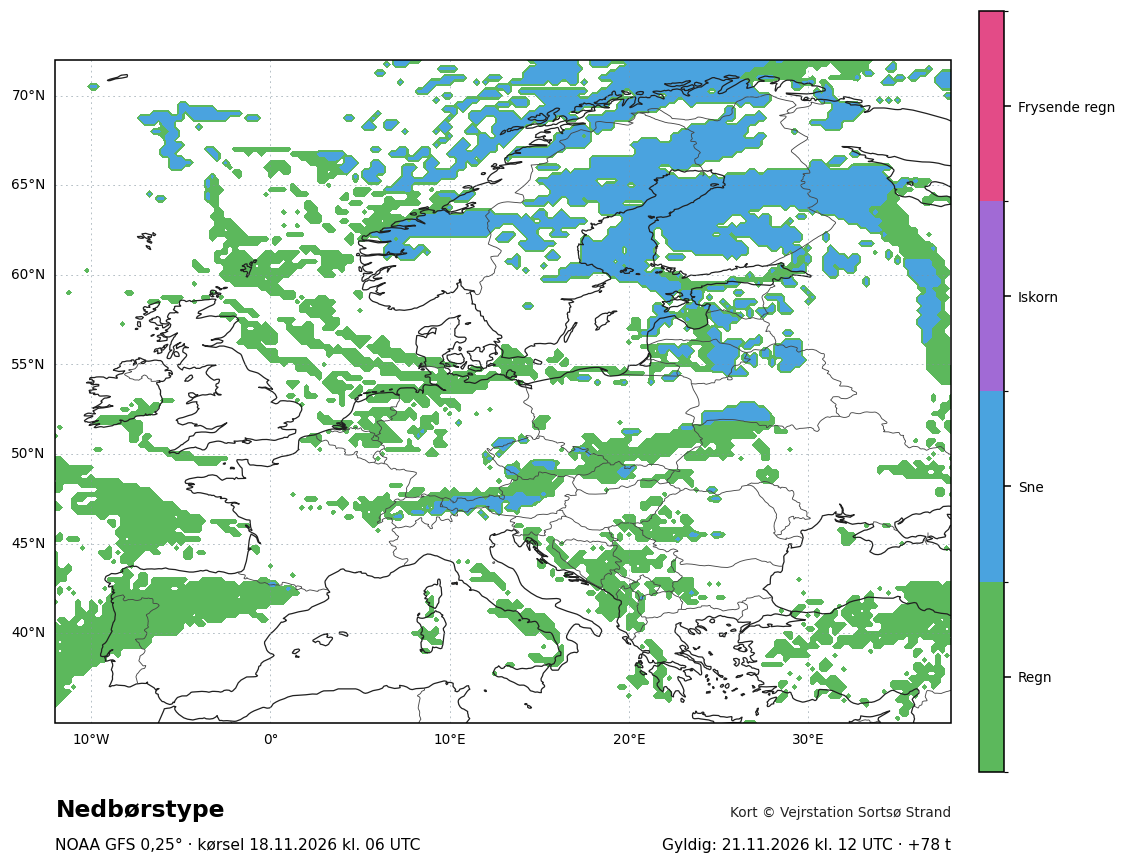 70°N
65°N
60°N
55°N
50°N
45°N
40°N
10°W
0°
10°E
20°E
30°E
Frysende regn
Iskorn
Sne
Regn
Nedbørstype
Kort © Vejrstation Sortsø Strand
NOAA GFS 0,25° · kørsel 18.11.2026 kl. 06 UTC
Gyldig: 21.11.2026 kl. 12 UTC · +78 t